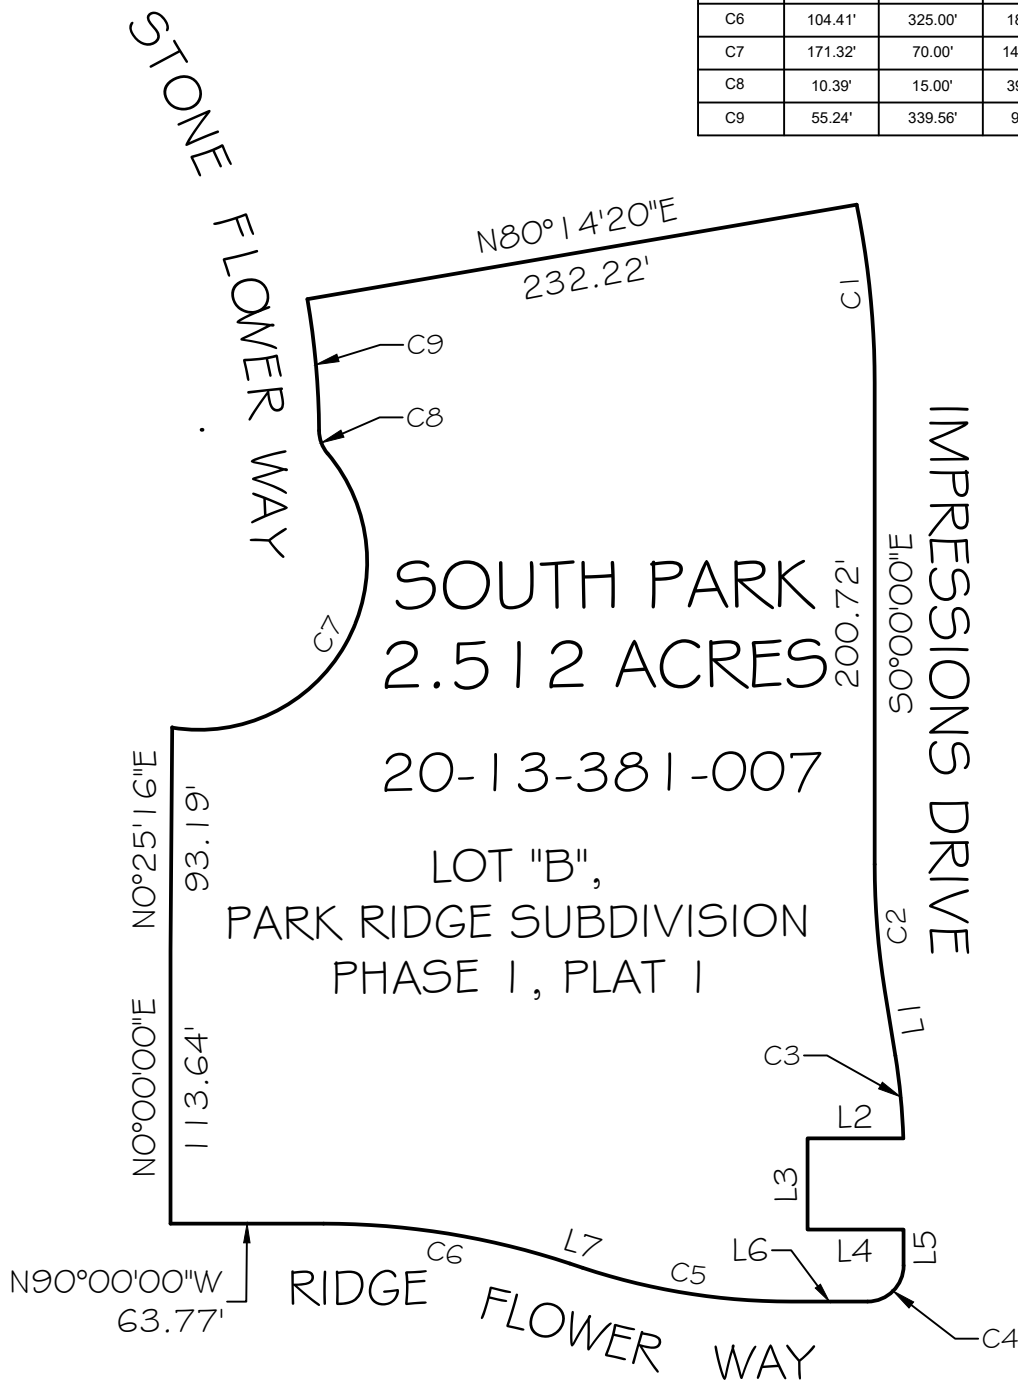 C6 104.41' 325.00' 18
C7 171.32' 70.00' 14
C8 10.39' 15.00' 39
C9 55.24' 339.56' 9
STONE FLOWER WAY
N80°14'20"E
232.22'
C1
C9
C8
IMPRESSIONS DRIVE
200.72'
S0°00'00"E
C7
SOUTH PARK
2.512 ACRES
20-13-381-007
LOT "B",
PARK RIDGE SUBDIVISION
PHASE 1, PLAT 1
N0°25'16"E
93.19'
C2
L1
N0°00'00"E
113.64'
C3
L2
L3
L4
L5
L6
L7
C6
C5
C4
N90°00'00"W
63.77'
RIDGE FLOWER WAY